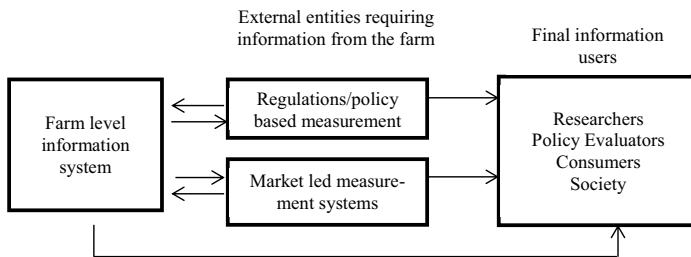 External entities requiring
information from the farm
Final information
users
Farm level
information
system
Regulations/policy
based measurement
Market led measure-
ment systems
Researchers
Policy Evaluators
Consumers
Society